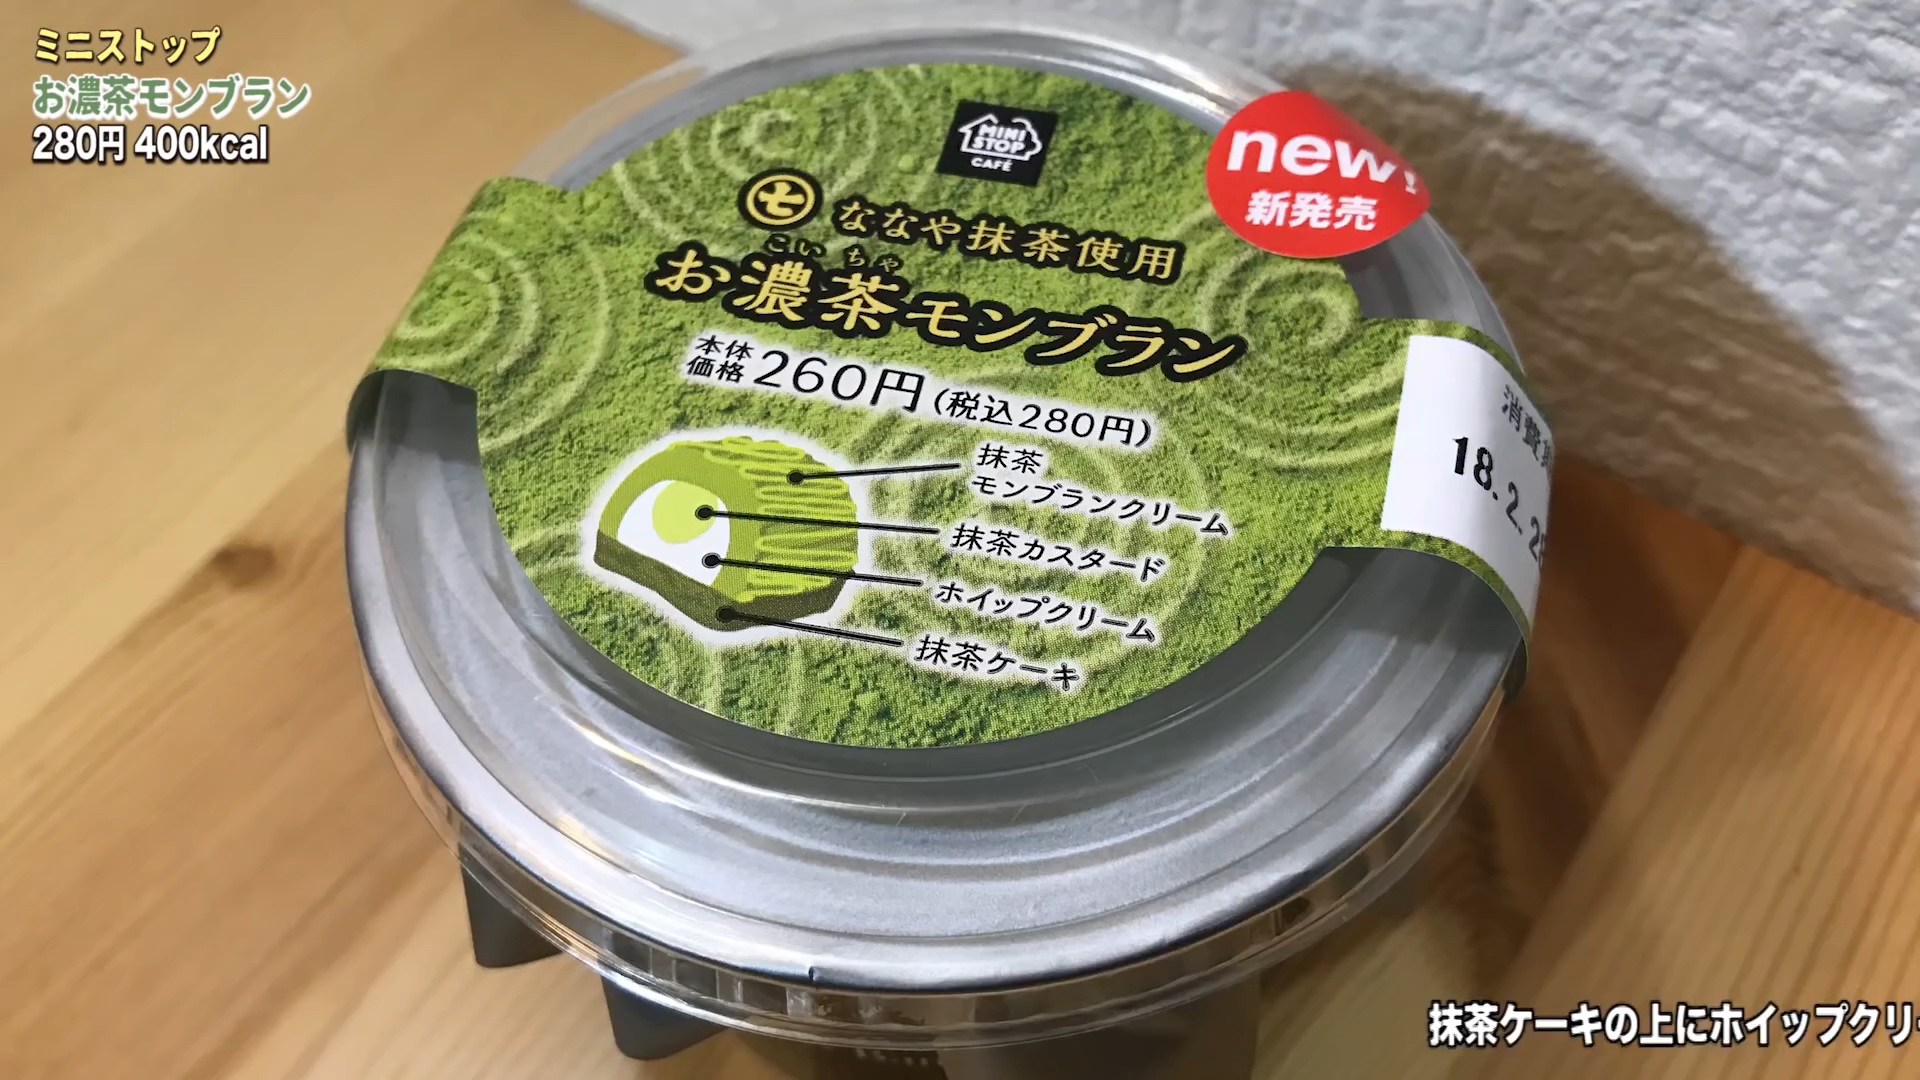 ミニストップ
お濃茶モンブラン
280円 400kcal
MINI
STOP
CAFÉ
new!
新発売
七 ななや抹茶使用
こいちゃ
お濃茶モンブラン
本体
価格 260円 (税込280円)
抹茶
モンブランクリーム
抹茶カスタード
ホイップクリーム
抹茶ケーキ
消費
18. 2.
抹茶ケーキの上にホイップクリ